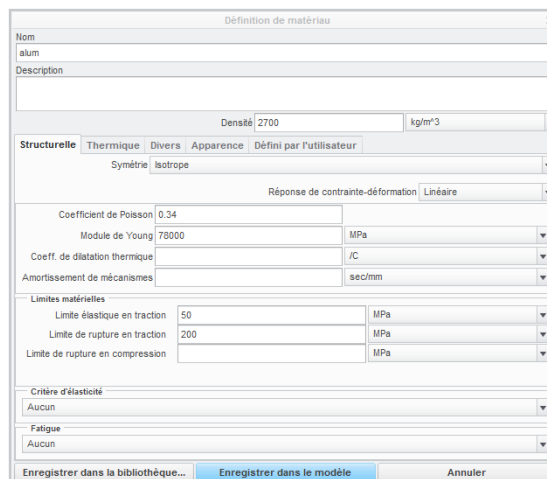 Définition de matériau
Nom
alum
Description
Densité 2700 kg/m^3
Structurelle Thermique Divers Apparence Défini par l'utilisateur
Symétrie Isotrope
Réponse de contrainte-déformation Linéaire
Coefficient de Poisson 0.34
Module de Young 78000 MPa
Coeff. de dilatation thermique /C
Amortissement de mécanismes sec/mm
Limites matérielles
Limite élastique en traction 50 MPa
Limite de rupture en traction 200 MPa
Limite de rupture en compression MPa
Critère d'élasticité
Aucun
Fatigue
Aucun
Enregistrer dans la bibliothèque... Enregistrer dans le modèle Annuler